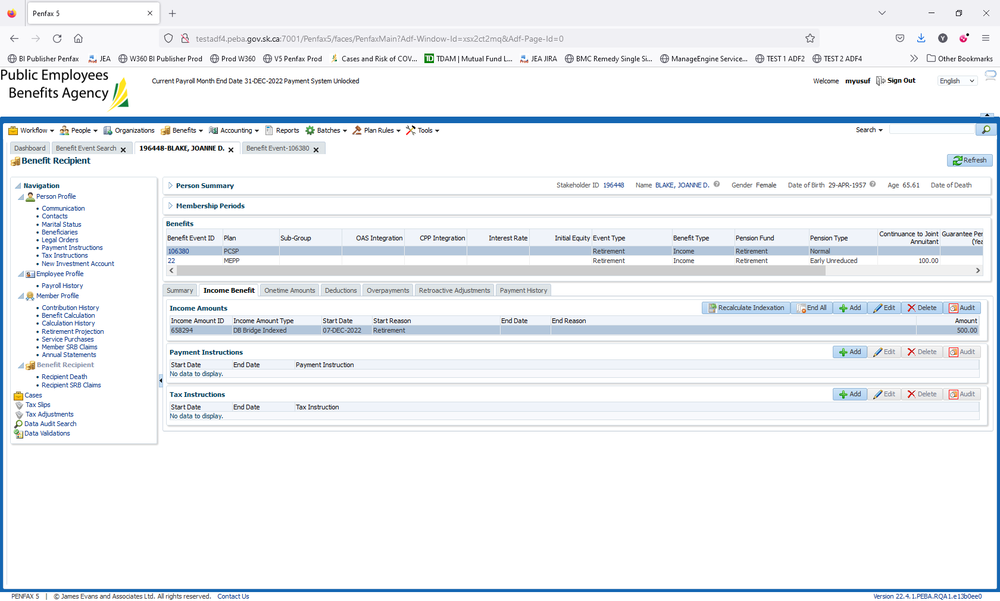 Penfax 5
testadf4.peba.gov.sk.ca:7001/Penfax5/faces/PenfaxMain?Adf-Window-Id=xsx2ct2mq&Adf-Page-Id=0
BI Publisher Penfax JEA W360 BI Publisher Prod Prod W360 V5 Penfax Prod Cases and Risk of COV... TD TDAM | Mutual Fund L... JEA JIRA BMC Remedy Single Si... ManageEngine Service... TEST 1 ADF2 TEST 2 ADF4 Other Bookmarks
Public Employees
Benefits Agency
Current Payroll Month End Date 31-DEC-2022 Payment System Unlocked
Welcome myusuf Sign Out English
Workflow People Organizations Benefits Accounting Reports Batches Plan Rules Tools Search
Dashboard Benefit Event Search 196448-BLAKE, JOANNE D. Benefit Event-106380
Benefit Recipient
Refresh
Navigation
Person Profile
Communication
Contacts
Marital Status
Beneficiaries
Legal Orders
Payment Instructions
Tax Instructions
New Investment Account
Employee Profile
Payroll History
Member Profile
Contribution History
Benefit Calculation
Calculation History
Retirement Projection
Service Purchases
Member SRB Claims
Annual Statements
Benefit Recipient
Recipient Death
Recipient SRB Claims
Cases
Tax Slips
Tax Adjustments
Data Audit Search
Data Validations
Person Summary Stakeholder ID 196448 Name BLAKE, JOANNE D. Gender Female Date of Birth 29-APR-1957 Age 65.61 Date of Death
Membership Periods
Benefits
Benefit Event ID Plan Sub-Group OAS Integration CPP Integration Interest Rate Initial Equity Event Type Benefit Type Pension Fund Pension Type Continuance to Joint Annuitant Guarantee Per (Yea
106380 PCSP Retirement Income Retirement Normal
22 MEPP Retirement Income Retirement Early Unreduced 100.00
Summary Income Benefit Onetime Amounts Deductions Overpayments Retroactive Adjustments Payment History
Income Amounts Recalculate Indexation End All Add Edit Delete Audit
Income Amount ID Income Amount Type Start Date Start Reason End Date End Reason Amount
658294 DB Bridge Indexed 07-DEC-2022 Retirement 500.00
Payment Instructions Add Edit Delete Audit
Start Date End Date Payment Instruction
No data to display.
Tax Instructions Add Edit Delete Audit
Start Date End Date Tax Instruction
No data to display.
PENFAX 5 | © James Evans and Associates Ltd. All rights reserved. Contact Us Version 22.4.1.PEBA.RQA1.e13b0ee0